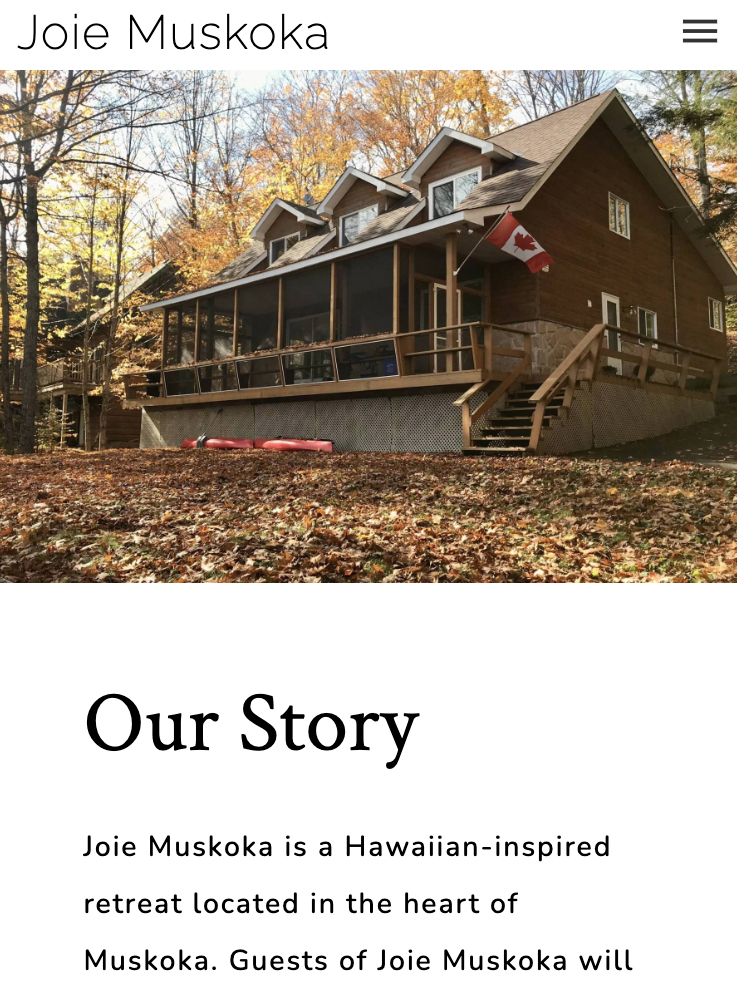 Joie Muskoka
Our Story
Joie Muskoka is a Hawaiian-inspired
retreat located in the heart of
Muskoka. Guests of Joie Muskoka will